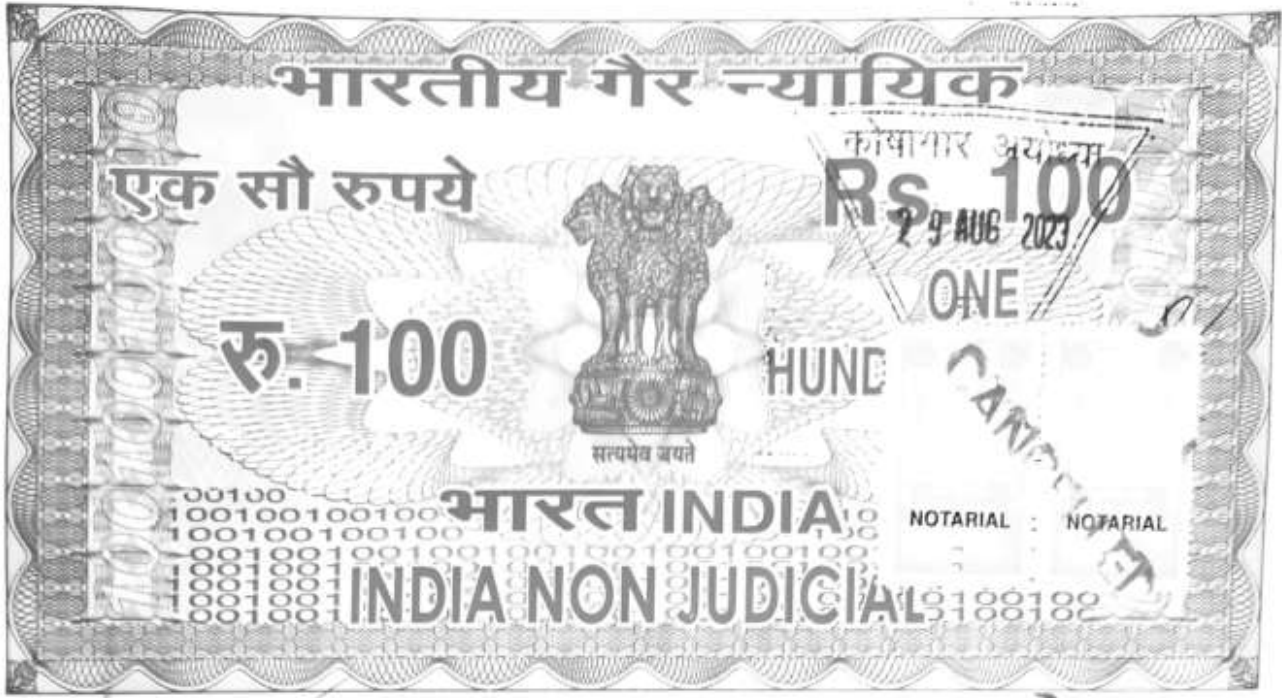 भारतीय गैर न्यायिक
कोषागार अयोध्या
एक सौ रुपये
Rs. 100
29 AUG 2023
ONE
रु. 100
HUND
सत्यमेव जयते
भारत INDIA
NOTARIAL : NOTARIAL
INDIA NON JUDICIAL